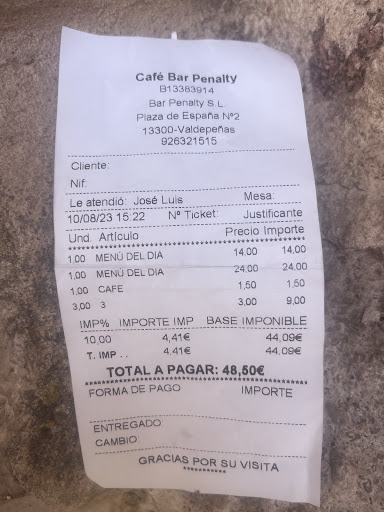 Café Bar Penalty
B13383914
Bar Penalty S.L.
Plaza de España Nº2
13300-Valdepeñas
926321515
Cliente:
Nif:
Le atendió: José Luis Mesa:
10/08/23 15:22 Nº Ticket: Justificante
Und. Artículo Precio Importe
1,00 MENÚ DEL DIA 14,00 14,00
1,00 MENÚ DEL DIA 24,00 24,00
1,00 CAFE 1,50 1,50
3,00 3 3,00 9,00
IMP% IMPORTE IMP BASE IMPONIBLE
10,00 4,41€ 44,09€
T. IMP . . 4,41€ 44,09€
TOTAL A PAGAR: 48,50€
FORMA DE PAGO IMPORTE
ENTREGADO:
CAMBIO:
GRACIAS POR SU VISITA
**********